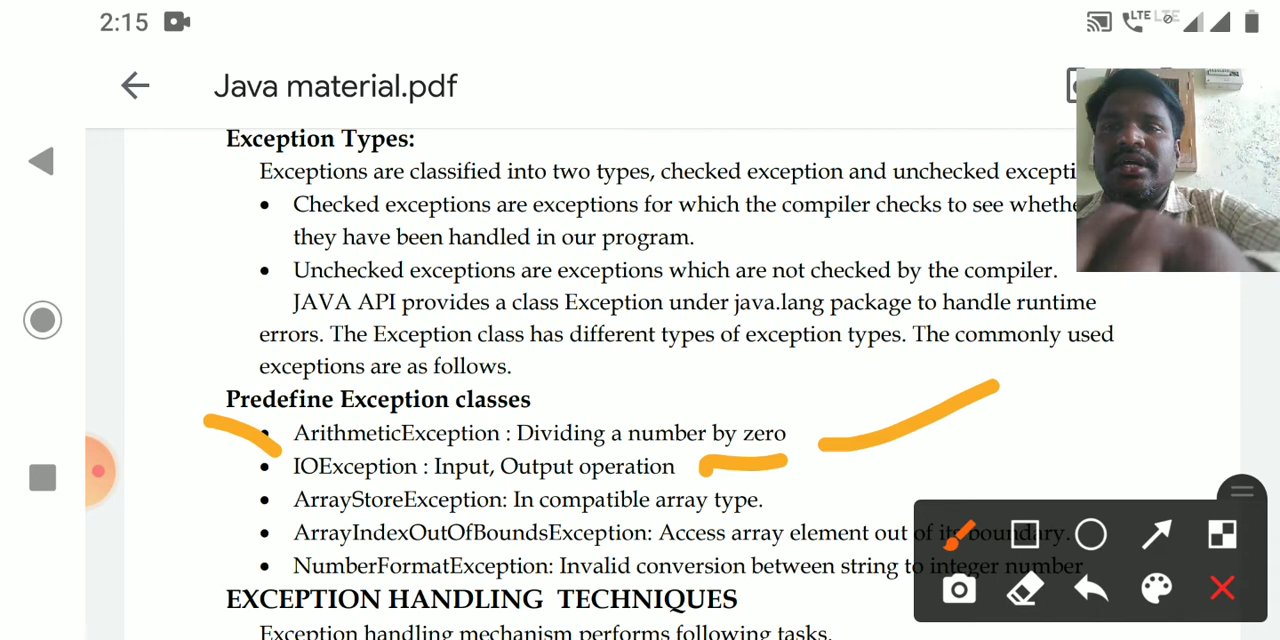 2:15
LTE LTE
Java material.pdf
Exception Types:
Exceptions are classified into two types, checked exception and unchecked excepti
• Checked exceptions are exceptions for which the compiler checks to see whethe
they have been handled in our program.
• Unchecked exceptions are exceptions which are not checked by the compiler.
JAVA API provides a class Exception under java.lang package to handle runtime
errors. The Exception class has different types of exception types. The commonly used
exceptions are as follows.
Predefine Exception classes
• ArithmeticException : Dividing a number by zero
• IOException : Input, Output operation
• ArrayStoreException: In compatible array type.
• ArrayIndexOutOfBoundsException: Access array element out of its boundary.
• NumberFormatException: Invalid conversion between string to integer number
EXCEPTION HANDLING TECHNIQUES
Exception handling mechanism performs following tasks.